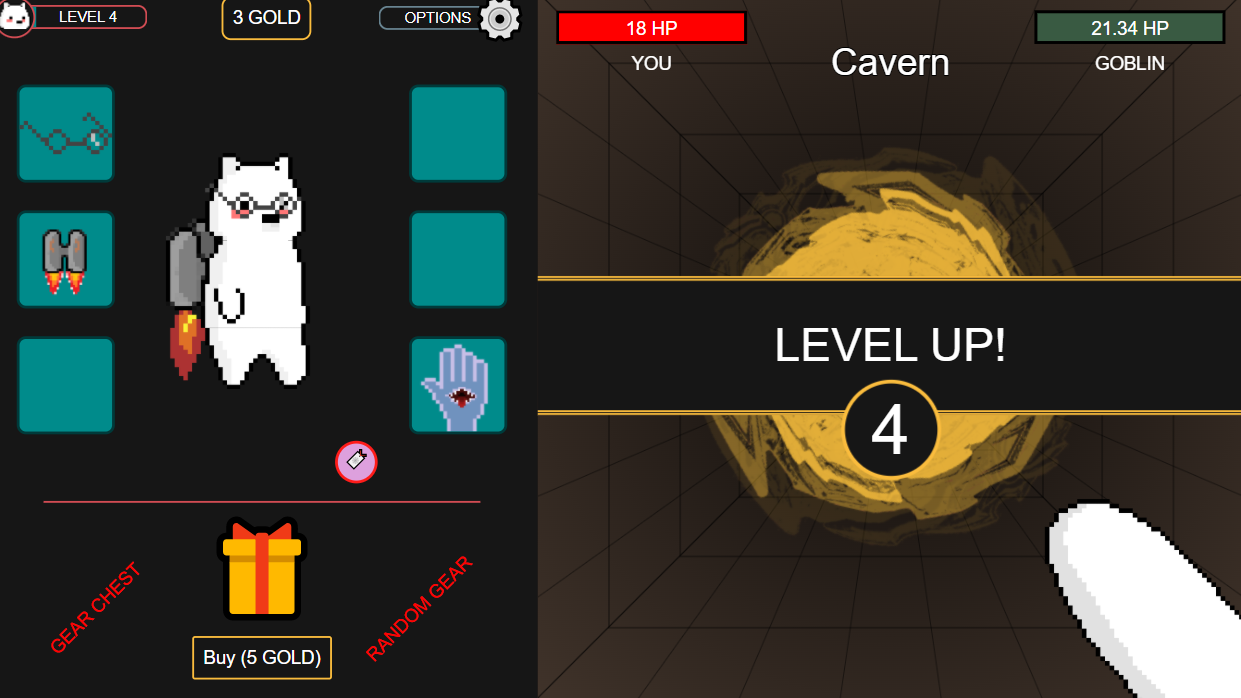 LEVEL 4
3 GOLD
OPTIONS
GEAR CHEST
RANDOM GEAR
Buy (5 GOLD)
18 HP
YOU
Cavern
21.34 HP
GOBLIN
LEVEL UP!
4